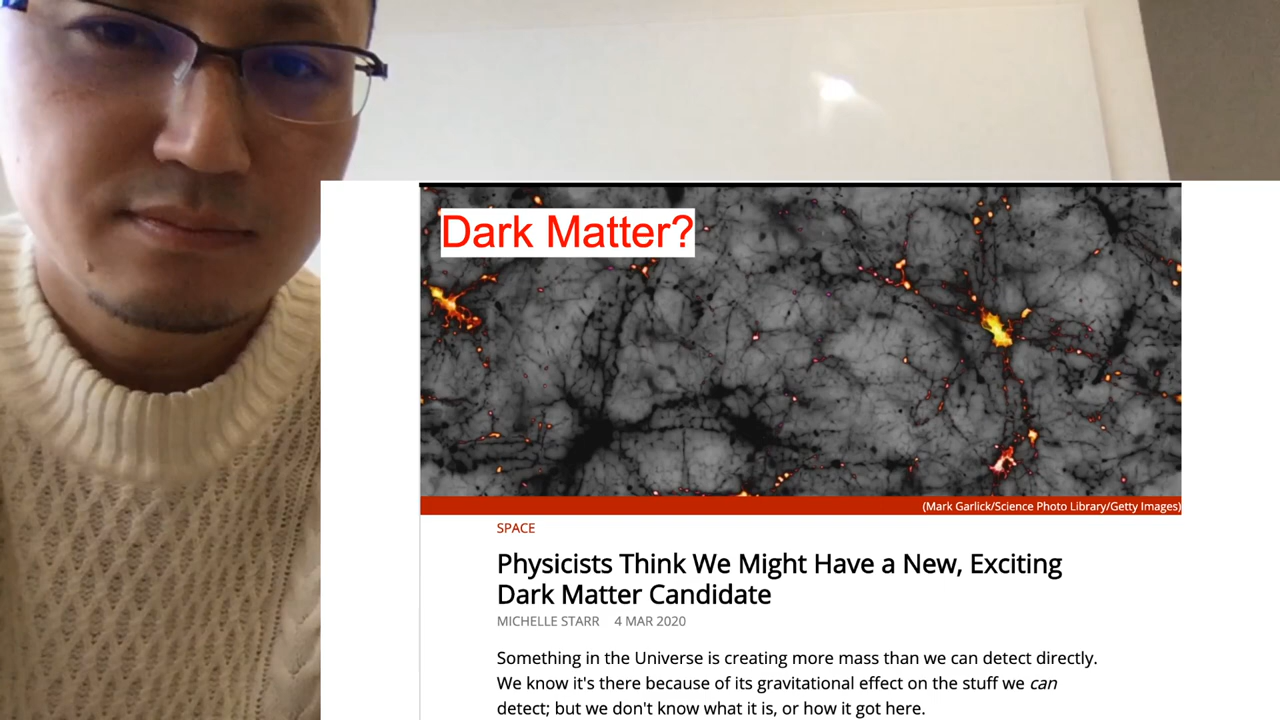 Dark Matter?
(Mark Garlick/Science Photo Library/Getty Images)
SPACE
Physicists Think We Might Have a New, Exciting
Dark Matter Candidate
MICHELLE STARR 4 MAR 2020
Something in the Universe is creating more mass than we can detect directly.
We know it's there because of its gravitational effect on the stuff we can
detect; but we don't know what it is, or how it got here.